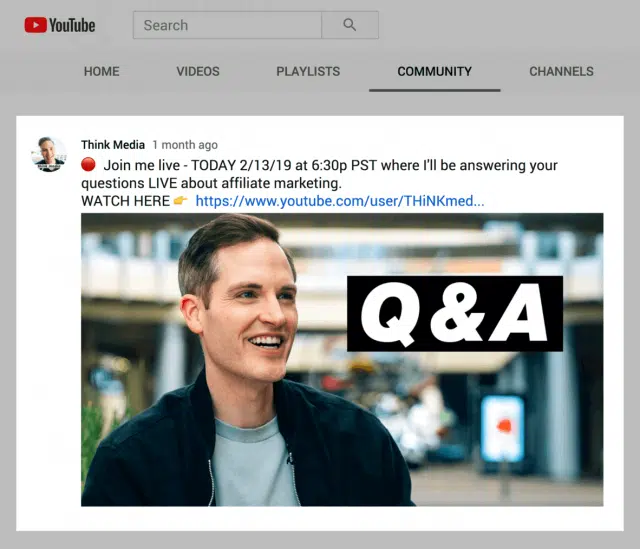 YouTube
Search
HOME VIDEOS PLAYLISTS COMMUNITY CHANNELS
Think Media 1 month ago
🔴 Join me live - TODAY 2/13/19 at 6:30p PST where I'll be answering your
questions LIVE about affiliate marketing.
WATCH HERE 👉 https://www.youtube.com/user/THiNKmed...
Q&A